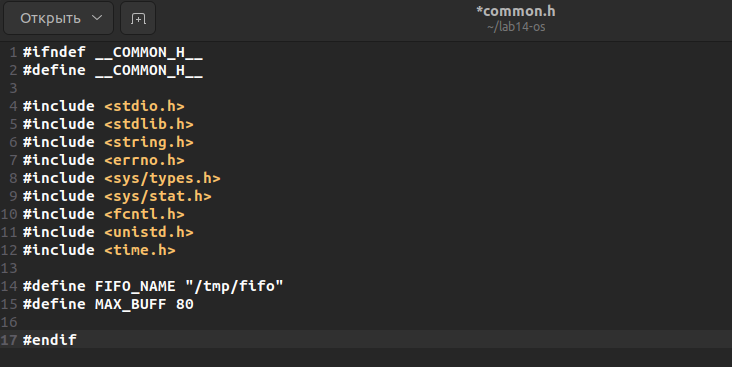 Открыть
*common.h
~/lab14-os
1 #ifndef __COMMON_H__
2 #define __COMMON_H__
3
4 #include <stdio.h>
5 #include <stdlib.h>
6 #include <string.h>
7 #include <errno.h>
8 #include <sys/types.h>
9 #include <sys/stat.h>
10 #include <fcntl.h>
11 #include <unistd.h>
12 #include <time.h>
13
14 #define FIFO_NAME "/tmp/fifo"
15 #define MAX_BUFF 80
16
17 #endif